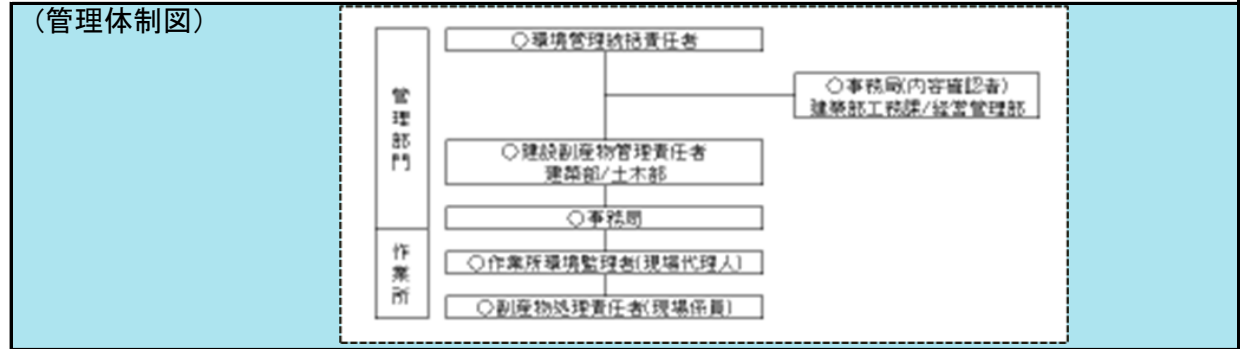 （管理体制図）
管理部門
○環境管理統括責任者
○事務局(内容確認者)
建築部工務課/経営管理部
○建設副産物管理責任者
建築部/土木部
○事務局
作業所
○作業所環境監理者(現場代理人)
○副産物処理責任者(現場係員)